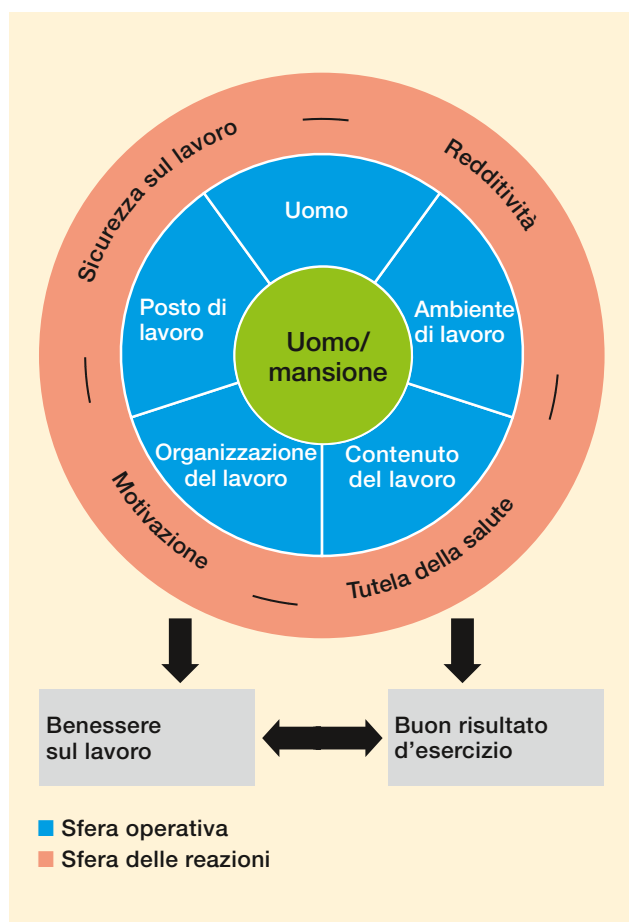 Sicurezza sul lavoro
Redditività
Uomo
Posto di
lavoro
Ambiente
di lavoro
Uomo/
mansione
Organizzazione
del lavoro
Contenuto
del lavoro
Motivazione
Tutela della salute
Benessere
sul lavoro
Buon risultato
d'esercizio
Sfera operativa
Sfera delle reazioni